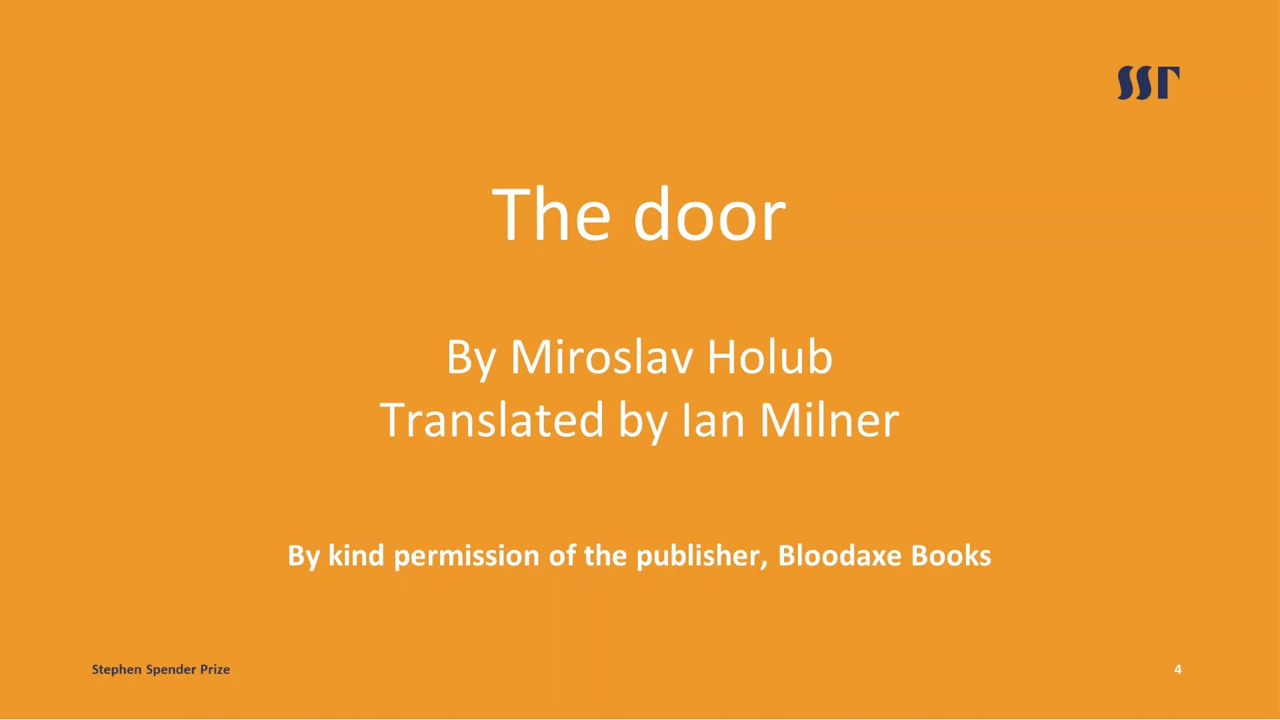 SST
The door
By Miroslav Holub
Translated by Ian Milner
By kind permission of the publisher, Bloodaxe Books
Stephen Spender Prize
4